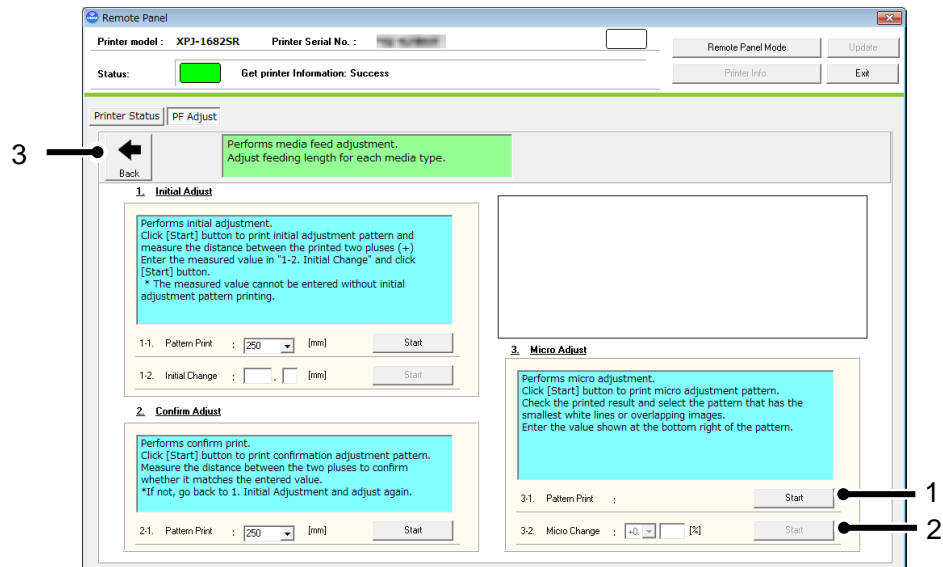 Remote Panel
Printer model : XPJ-1682SR Printer Serial No. :
Remote Panel Mode Update
Status: Get printer Information: Success
Printer Info. Exit
Printer Status PF Adjust
3
Back
Performs media feed adjustment.
Adjust feeding length for each media type.
1. Initial Adjust
Performs initial adjustment.
Click [Start] button to print initial adjustment pattern and
measure the distance between the printed two pluses (+)
Enter the measured value in "1-2. Initial Change" and click
[Start] button.
* The measured value cannot be entered without initial
adjustment pattern printing.
1-1. Pattern Print : 250 [mm] Start
1-2. Initial Change : . [mm] Start
2. Confirm Adjust
Performs confirm print.
Click [Start] button to print confirmation adjustment pattern.
Measure the distance between the two pluses to confirm
whether it matches the entered value.
*If not, go back to 1. Initial Adjustment and adjust again.
2-1. Pattern Print : 250 [mm] Start
3. Micro Adjust
Performs micro adjustment.
Click [Start] button to print micro adjustment pattern.
Check the printed result and select the pattern that has the
smallest white lines or overlapping images.
Enter the value shown at the bottom right of the pattern.
3-1. Pattern Print : Start
1
3-2. Micro Change : +0. [%] Start
2